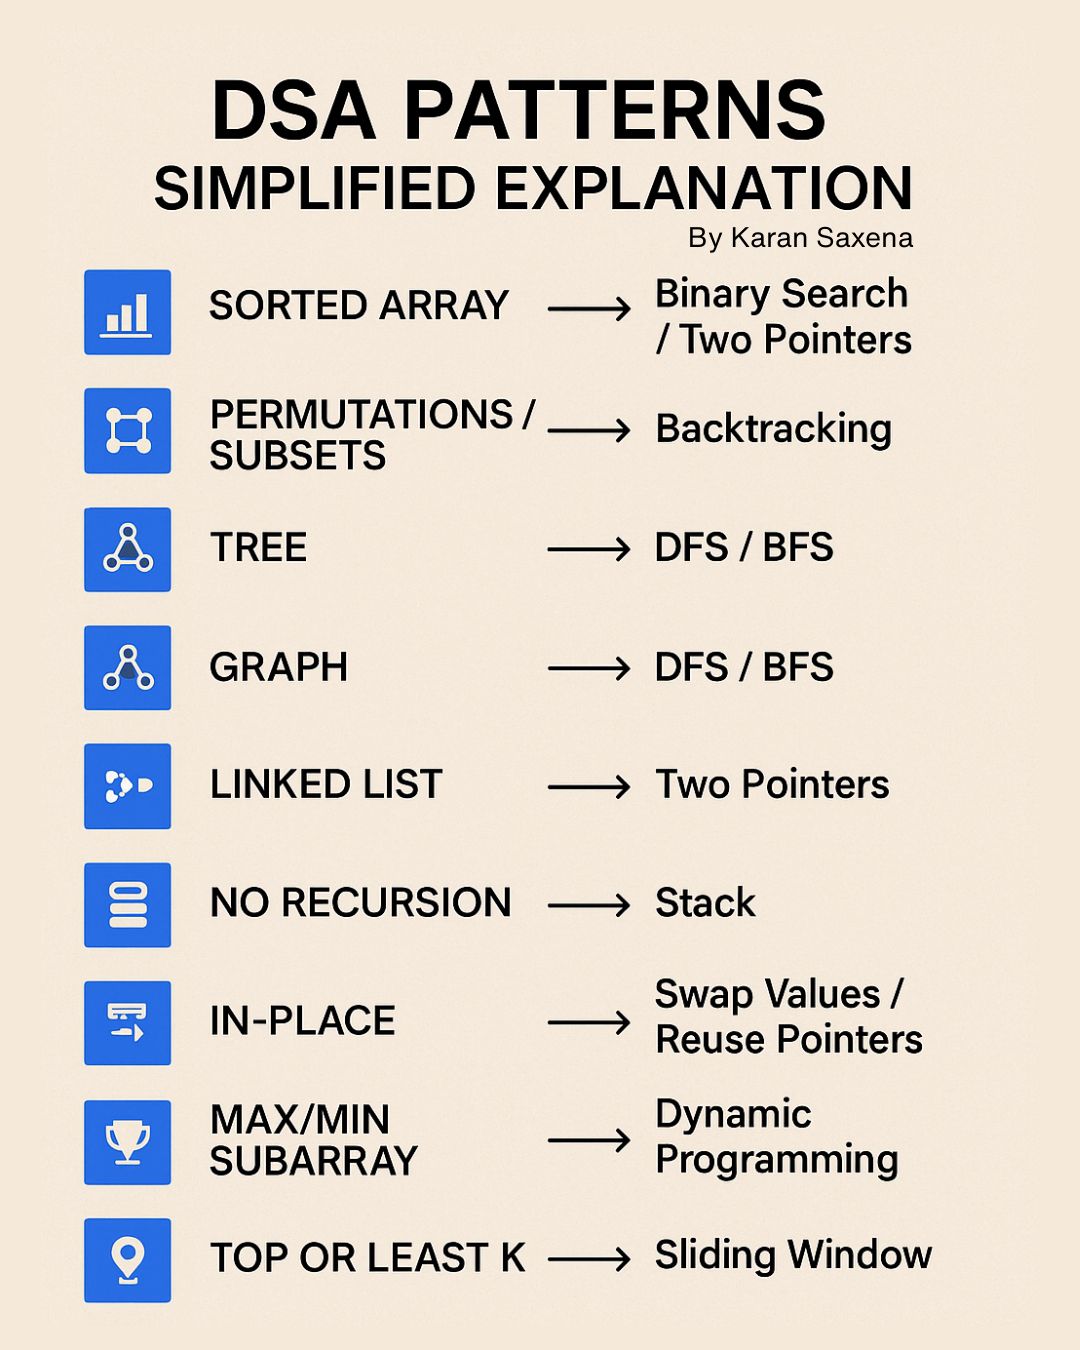 DSA PATTERNS
SIMPLIFIED EXPLANATION
By Karan Saxena
SORTED ARRAY
Binary Search
/ Two Pointers
PERMUTATIONS /
SUBSETS
Backtracking
TREE
DFS / BFS
GRAPH
DFS / BFS
LINKED LIST
Two Pointers
NO RECURSION
Stack
IN-PLACE
Swap Values /
Reuse Pointers
MAX/MIN
SUBARRAY
Dynamic
Programming
TOP OR LEAST K
Sliding Window